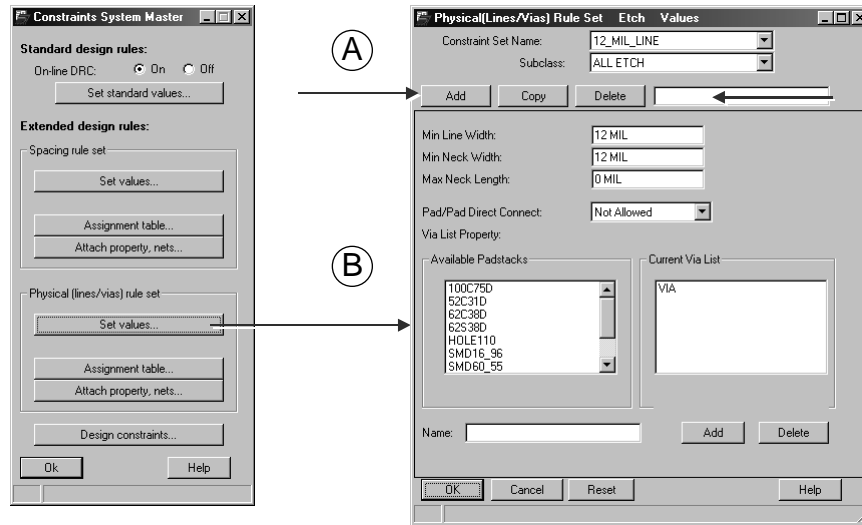 Constraints System Master
Standard design rules:
On-line DRC: On Off
Set standard values...
Extended design rules:
Spacing rule set
Set values...
Assignment table...
Attach property, nets...
Physical (lines/vias) rule set
Set values...
Assignment table...
Attach property, nets...
Design constraints...
Ok Help
A
B
Physical(Lines/Vias) Rule Set Etch Values
Constraint Set Name: 12_MIL_LINE
Subclass: ALL ETCH
Add Copy Delete
Min Line Width: 12 MIL
Min Neck Width: 12 MIL
Max Neck Length: 0 MIL
Pad/Pad Direct Connect: Not Allowed
Via List Property:
Available Padstacks
100C75D
52C31D
62C38D
62S38D
HOLE110
SMD16_96
SMD60_55
Current Via List
VIA
Name: Add Delete
OK Cancel Reset Help